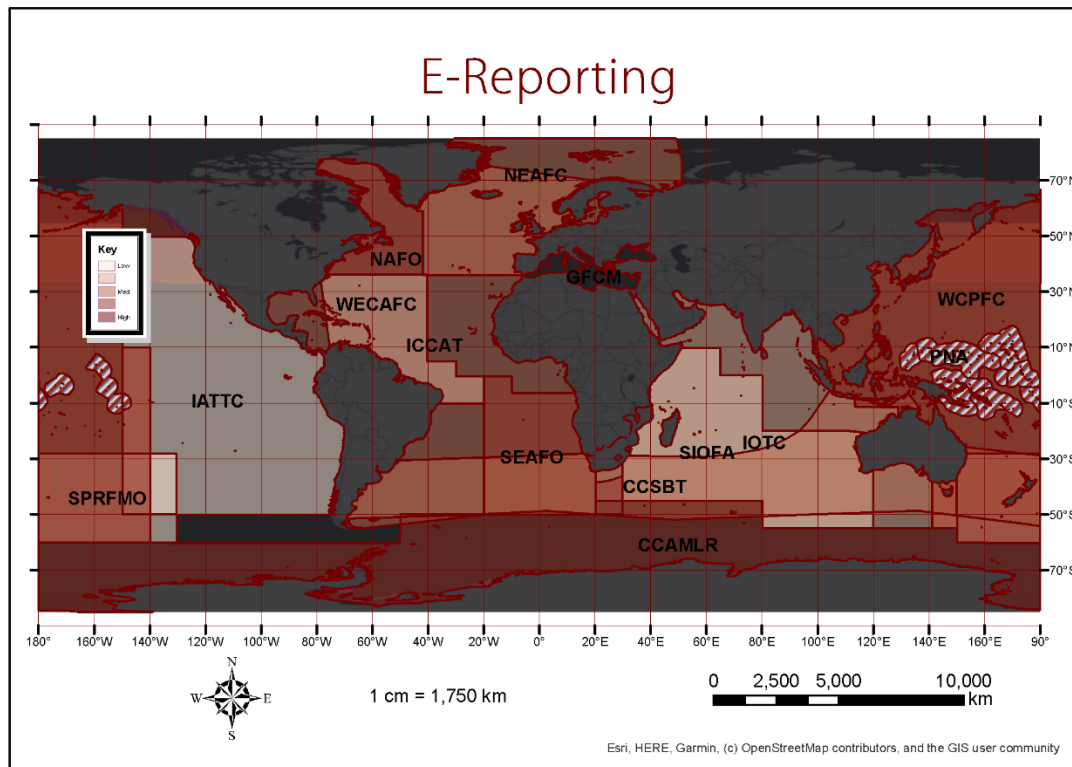 E-Reporting
NEAFC
70°N
Key
Low
Med
High
50°N
NAFO
GFCM
WECAFC
WCPFC
30°N
ICCAT
PNA
10°N
IATTC
10°S
SEAFO
SIOFA
IOTC
30°S
SPRFMO
CCSBT
50°S
CCAMLR
70°S
180° 160°W 140°W 120°W 100°W 80°W 60°W 40°W 20°W 0° 20°E 40°E 60°E 80°E 100°E 120°E 140°E 160°E 90°
N
W E
S
1 cm = 1,750 km
0 2,500 5,000 10,000
km
Esri, HERE, Garmin, (c) OpenStreetMap contributors, and the GIS user community